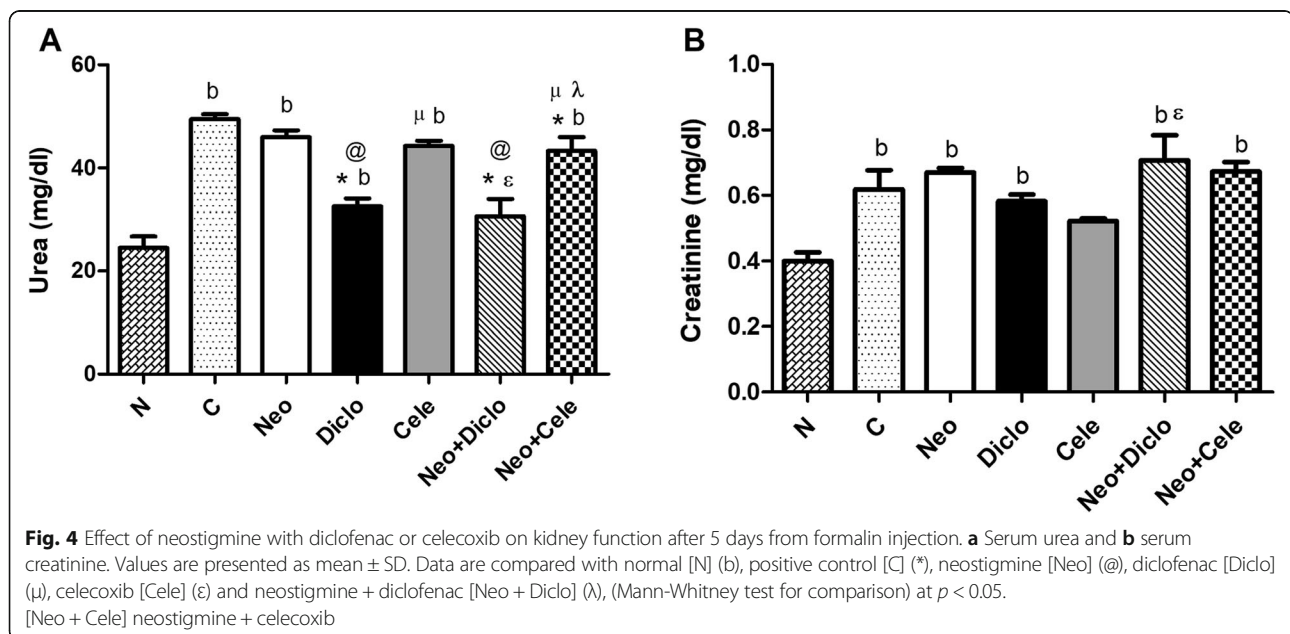 A
Urea (mg/dl)
60
40
20
0
b
b
@
* b
μ b
@
* ε
μ λ
* b
N
C
Neo
Diclo
Cele
Neo+Diclo
Neo+Cele
B
Creatinine (mg/dl)
1.0
0.8
0.6
0.4
0.2
0.0
b
b
b
b ε
b
N
C
Neo
Diclo
Cele
Neo+Diclo
Neo+Cele
Fig. 4 Effect of neostigmine with diclofenac or celecoxib on kidney function after 5 days from formalin injection. a Serum urea and b serum
creatinine. Values are presented as mean ± SD. Data are compared with normal [N] (b), positive control [C] (*), neostigmine [Neo] (@), diclofenac [Diclo]
(μ), celecoxib [Cele] (ε) and neostigmine + diclofenac [Neo + Diclo] (λ), (Mann-Whitney test for comparison) at p < 0.05.
[Neo + Cele] neostigmine + celecoxib